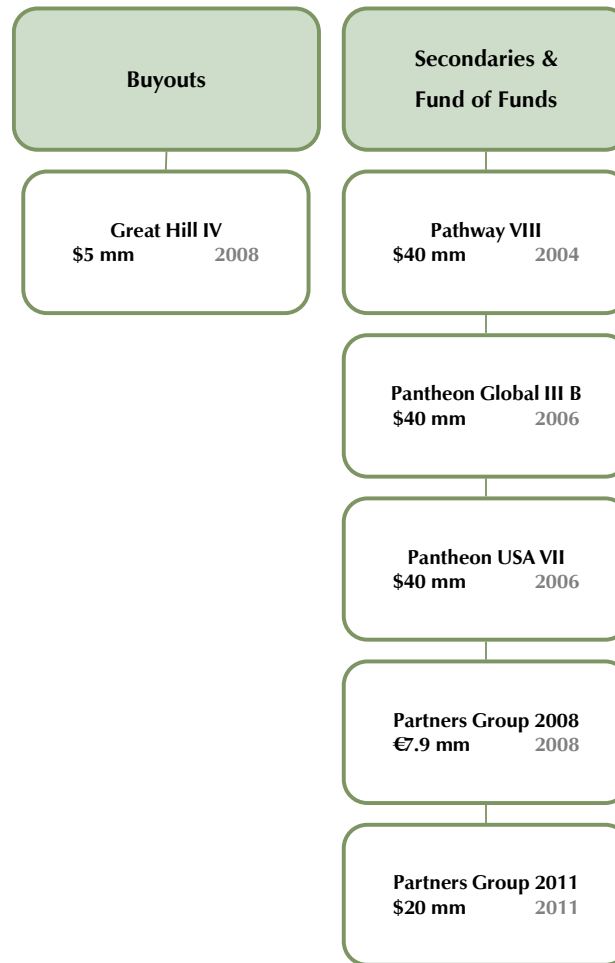 Buyouts
Great Hill IV
$5 mm 2008
Secondaries &
Fund of Funds
Pathway VIII
$40 mm 2004
Pantheon Global III B
$40 mm 2006
Pantheon USA VII
$40 mm 2006
Partners Group 2008
€7.9 mm 2008
Partners Group 2011
$20 mm 2011